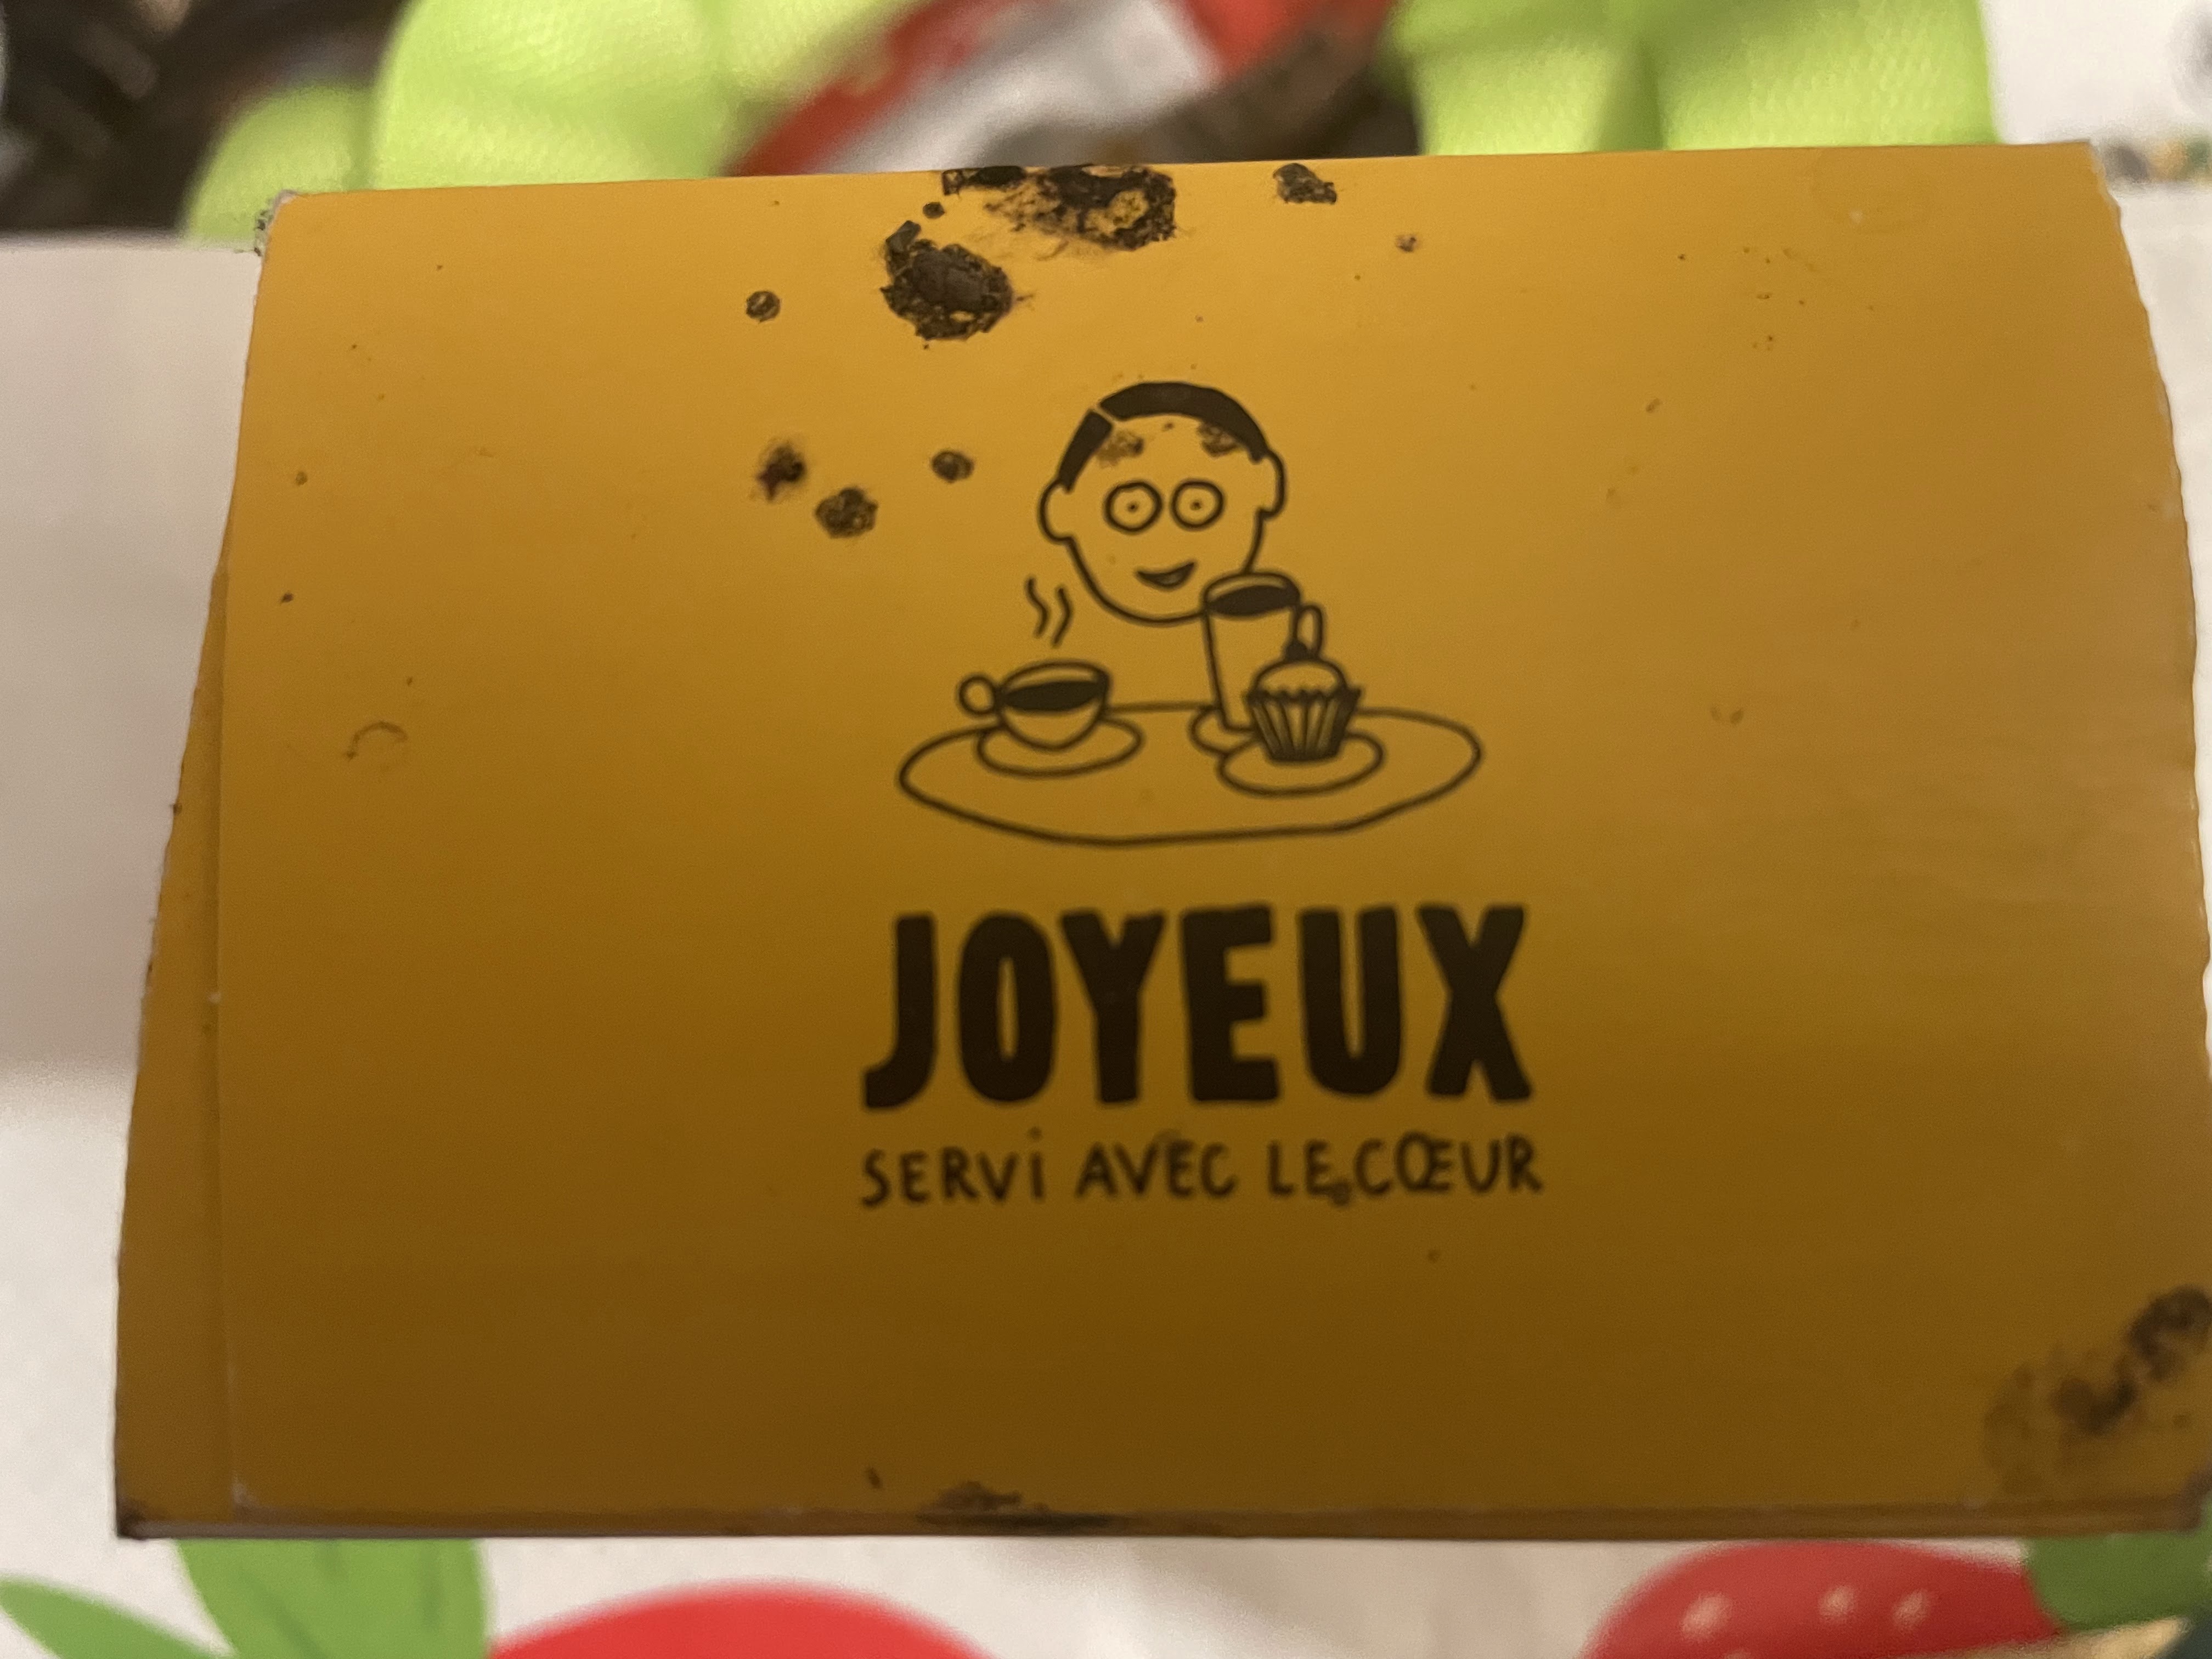 JOYEUX
SERVi AVEC LE CŒUR